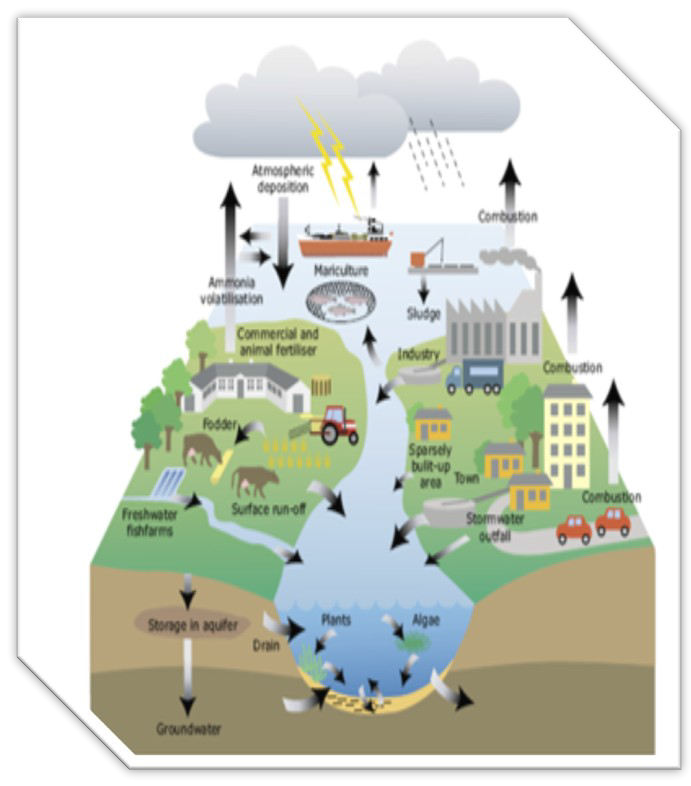 Atmospheric
deposition
Combustion
Mariculture
Ammonia
volatilisation
Sludge
Commercial and
animal fertiliser
Industry
Combustion
Fodder
Sparsely
bulit-up
area
Town
Combustion
Surface run-off
Freshwater
fishfarms
Stormwater
outfall
Storage in aquifer
Plants
Algae
Drain
Groundwater